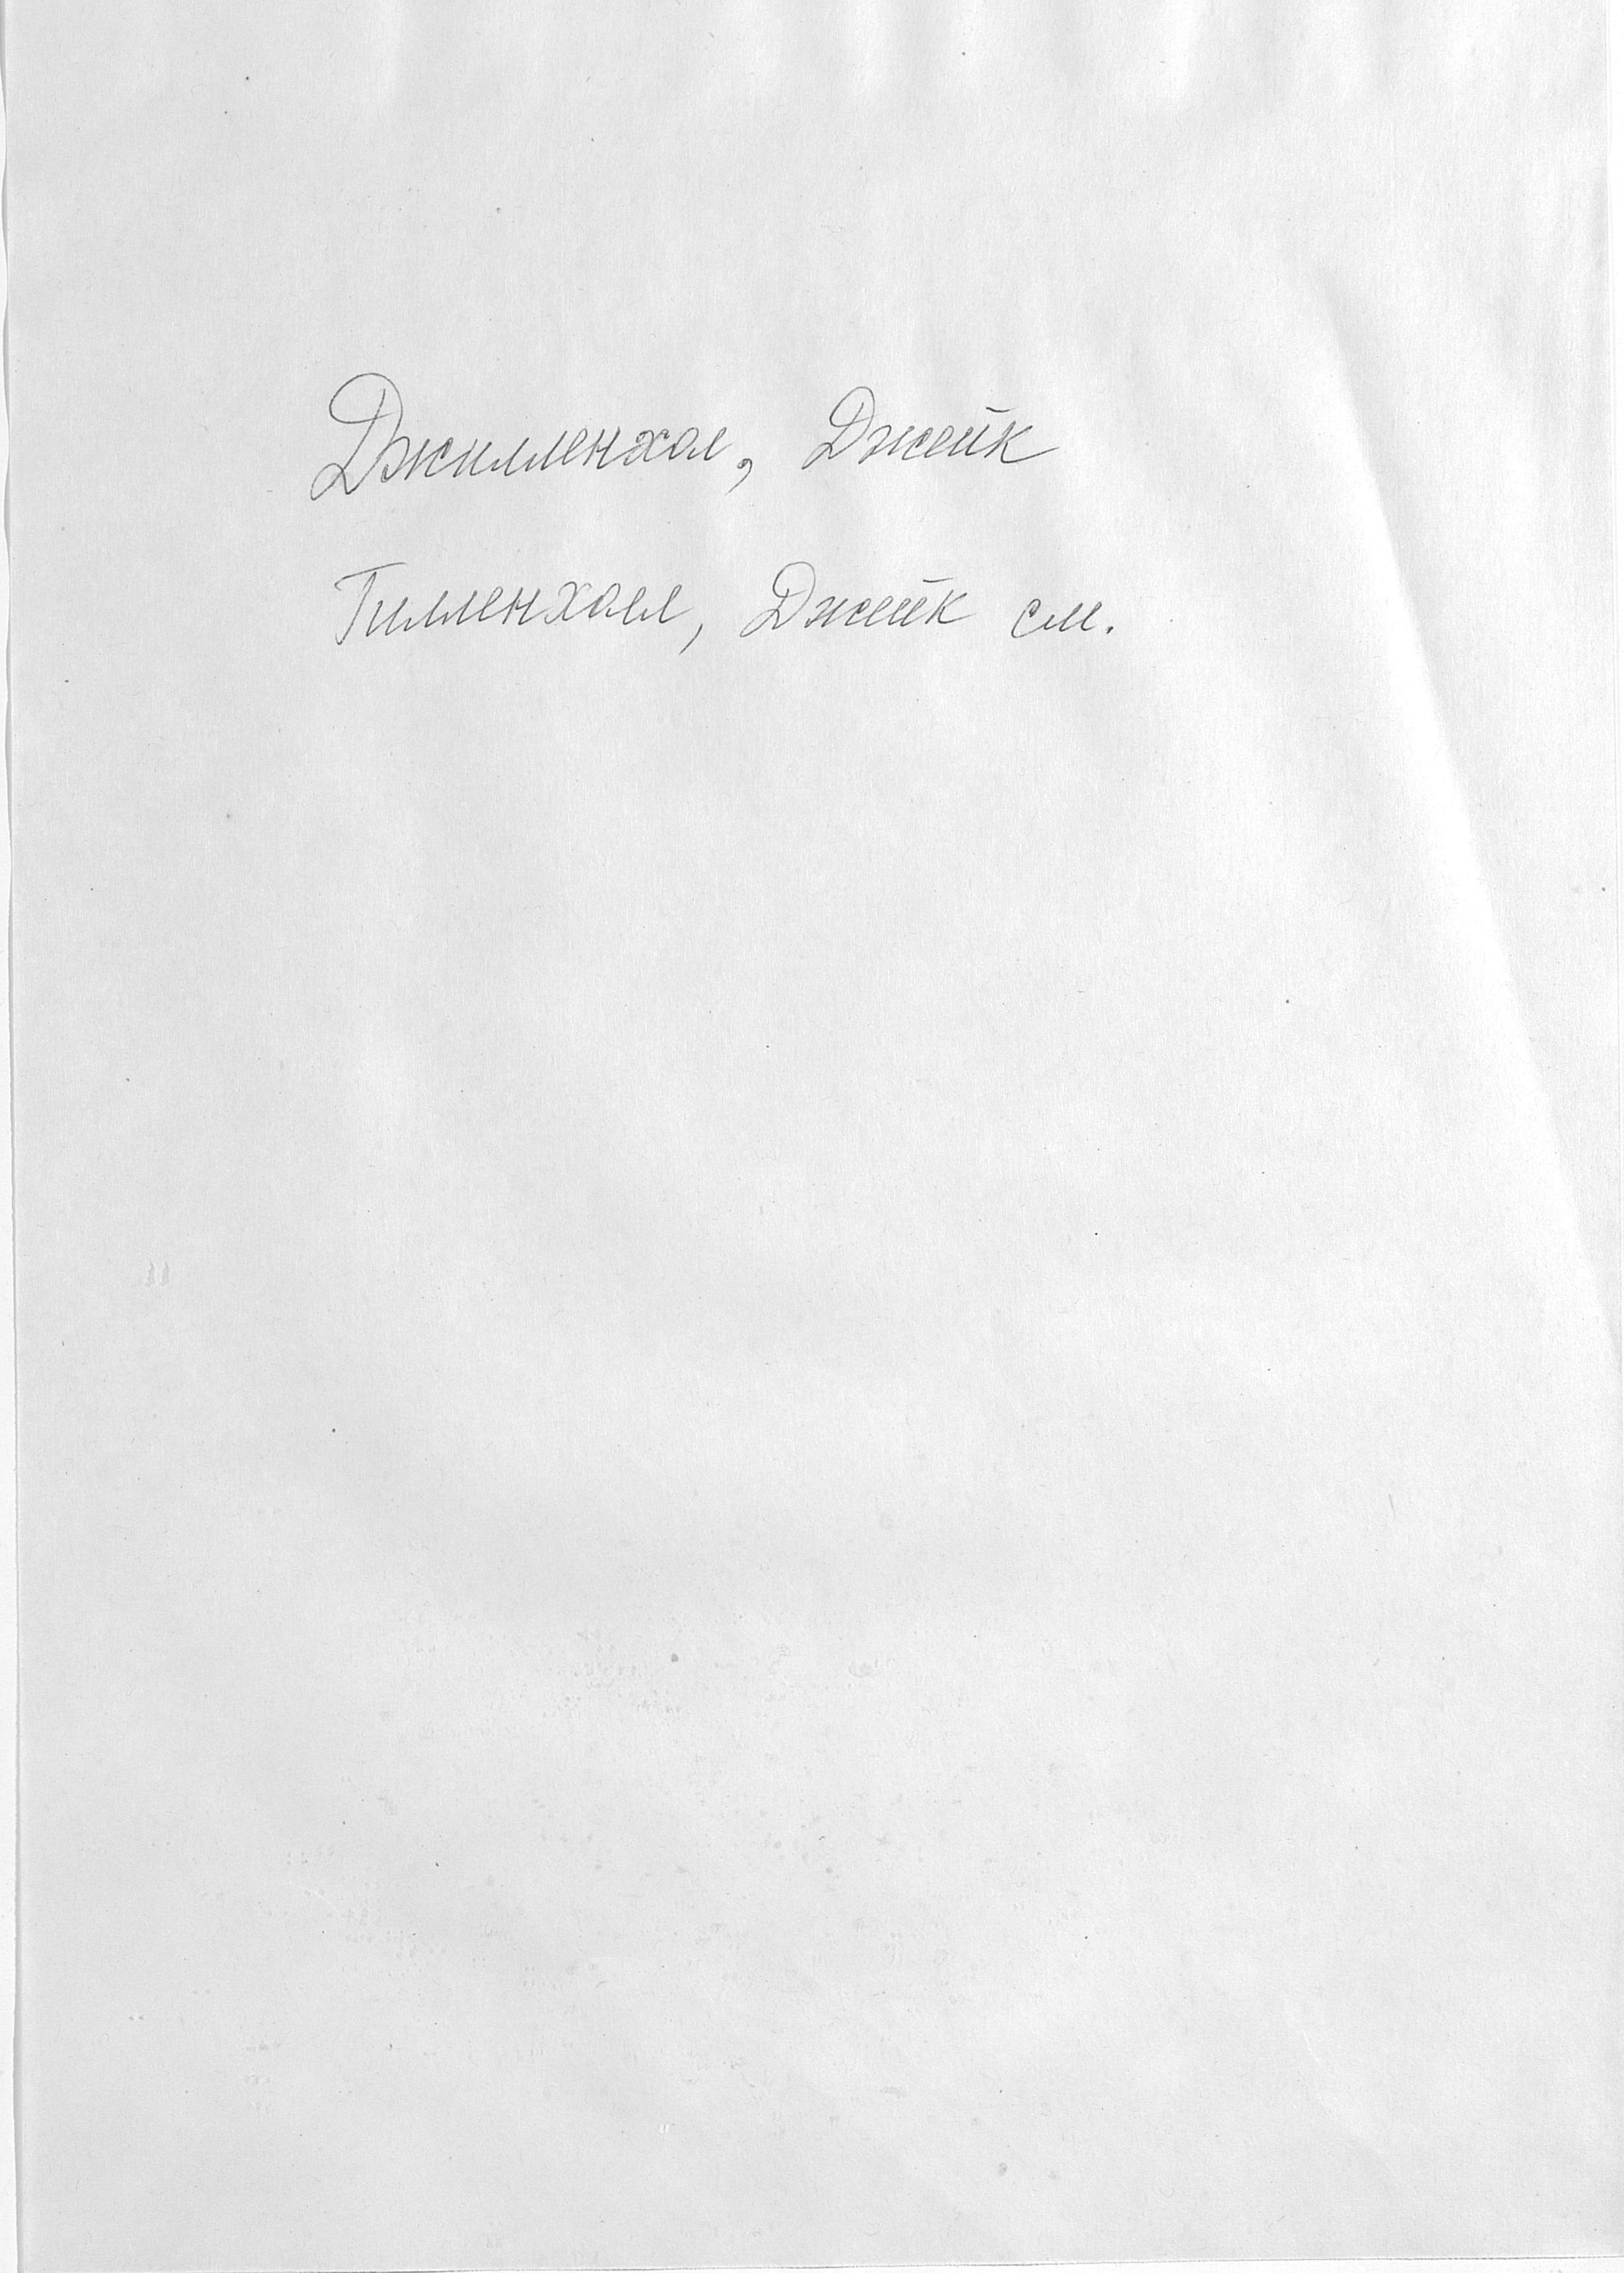 Джилленхол, Джейк
Гилленхаал, Джейк см.